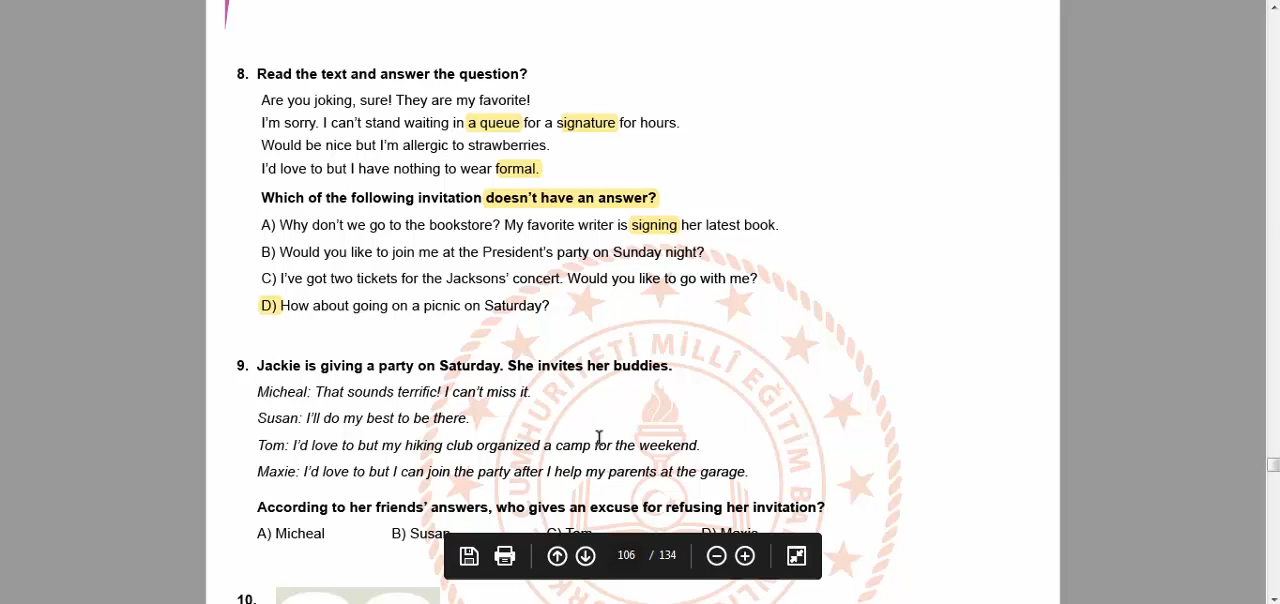 8. Read the text and answer the question?
Are you joking, sure! They are my favorite!
I'm sorry. I can't stand waiting in a queue for a signature for hours.
Would be nice but I'm allergic to strawberries.
I'd love to but I have nothing to wear formal.
Which of the following invitation doesn't have an answer?
A) Why don't we go to the bookstore? My favorite writer is signing her latest book.
B) Would you like to join me at the President's party on Sunday night?
C) I've got two tickets for the Jacksons' concert. Would you like to go with me?
D) How about going on a picnic on Saturday?
9. Jackie is giving a party on Saturday. She invites her buddies.
Micheal: That sounds terrific! I can't miss it.
Susan: I'll do my best to be there.
Tom: I'd love to but my hiking club organized a camp for the weekend.
Maxie: I'd love to but I can join the party after I help my parents at the garage.
According to her friends' answers, who gives an excuse for refusing her invitation?
A) Micheal B) Susan C) Tom D) Maxie
106 / 134
10.
CUMHURİYETİ MİLLÎ EĞİTİM BA